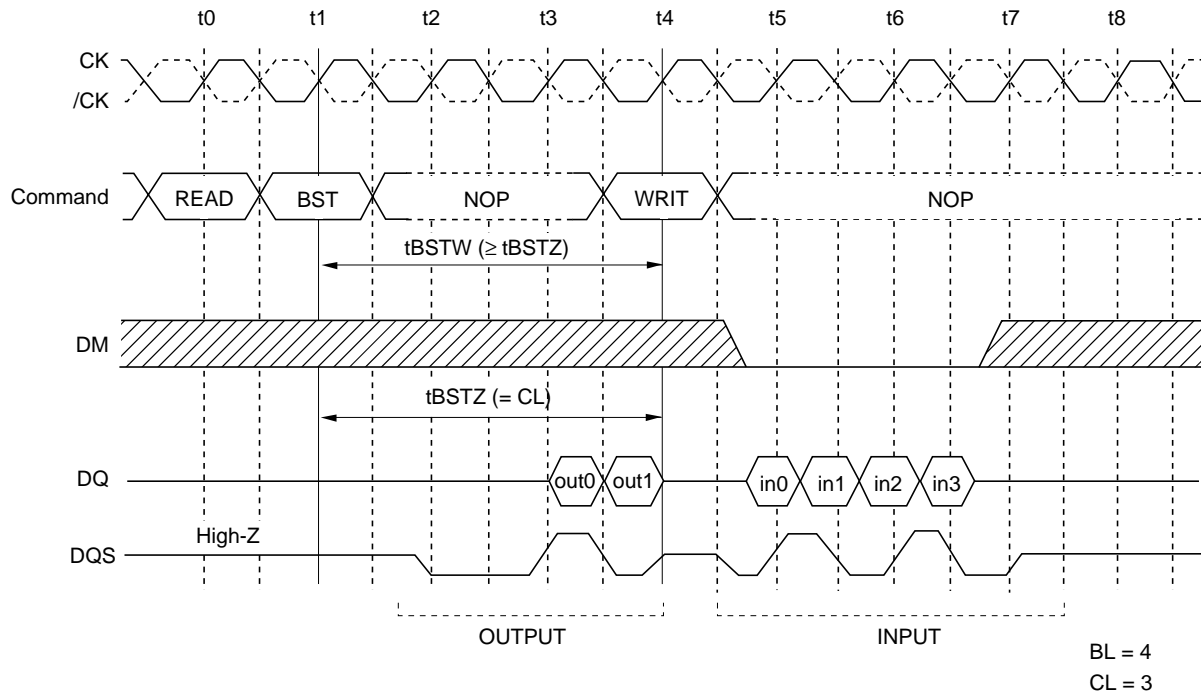 t0 t1 t2 t3 t4 t5 t6 t7 t8
CK
/CK
Command READ BST NOP WRIT NOP
tBSTW (≥ tBSTZ)
DM
tBSTZ (= CL)
DQ out0 out1 in0 in1 in2 in3
High-Z
DQS
OUTPUT INPUT
BL = 4
CL = 3